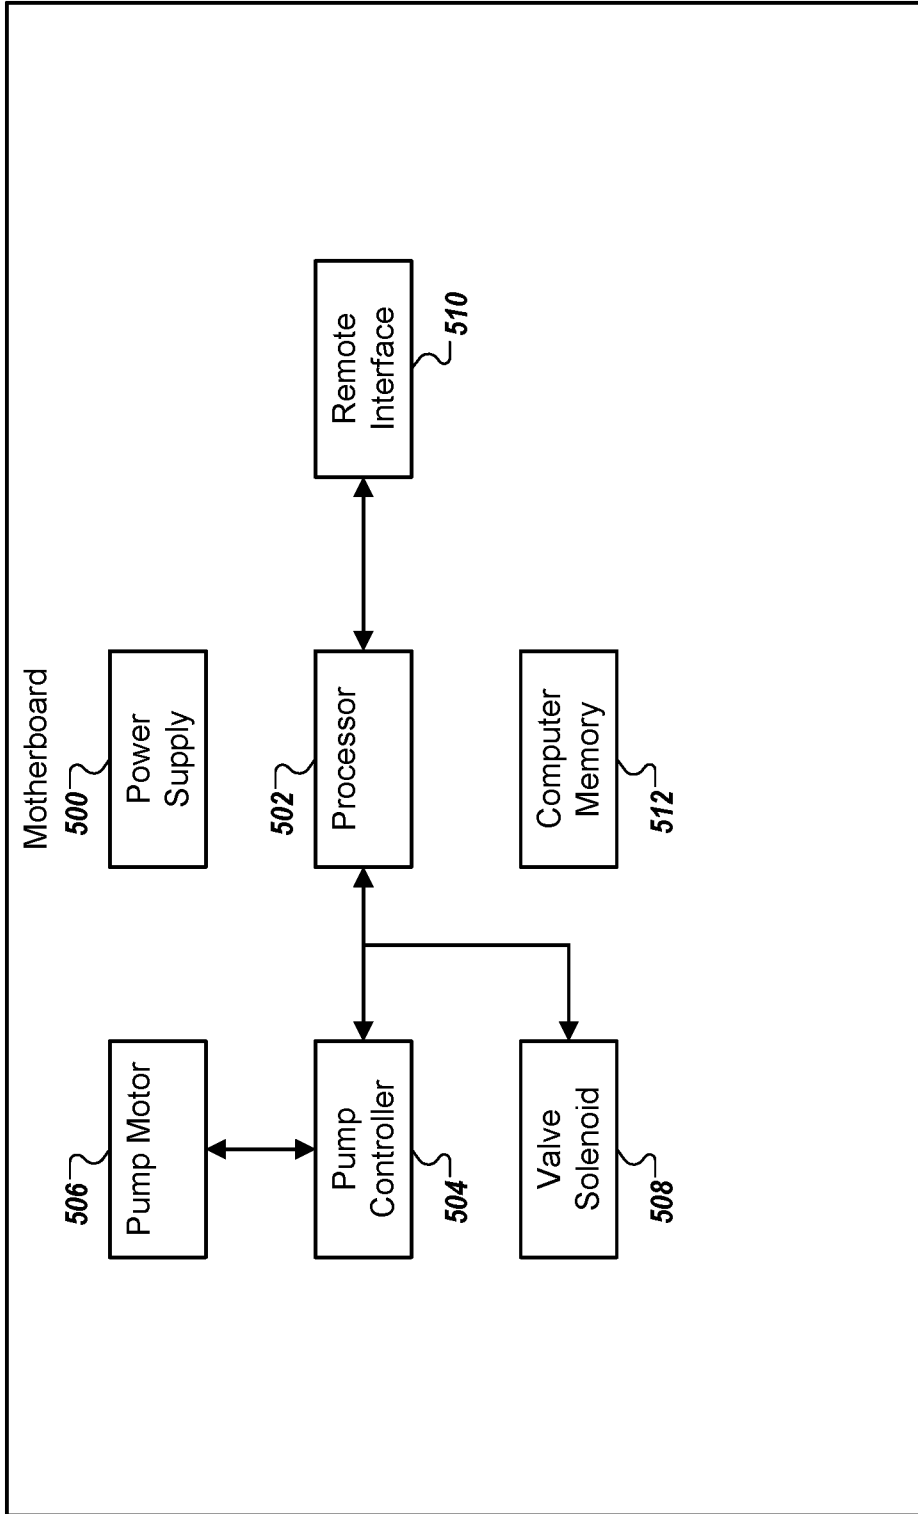 Motherboard
506
Pump Motor
500
Power
Supply
Pump
Controller
504
502
Processor
Remote
Interface
510
Valve
Solenoid
508
Computer
Memory
512